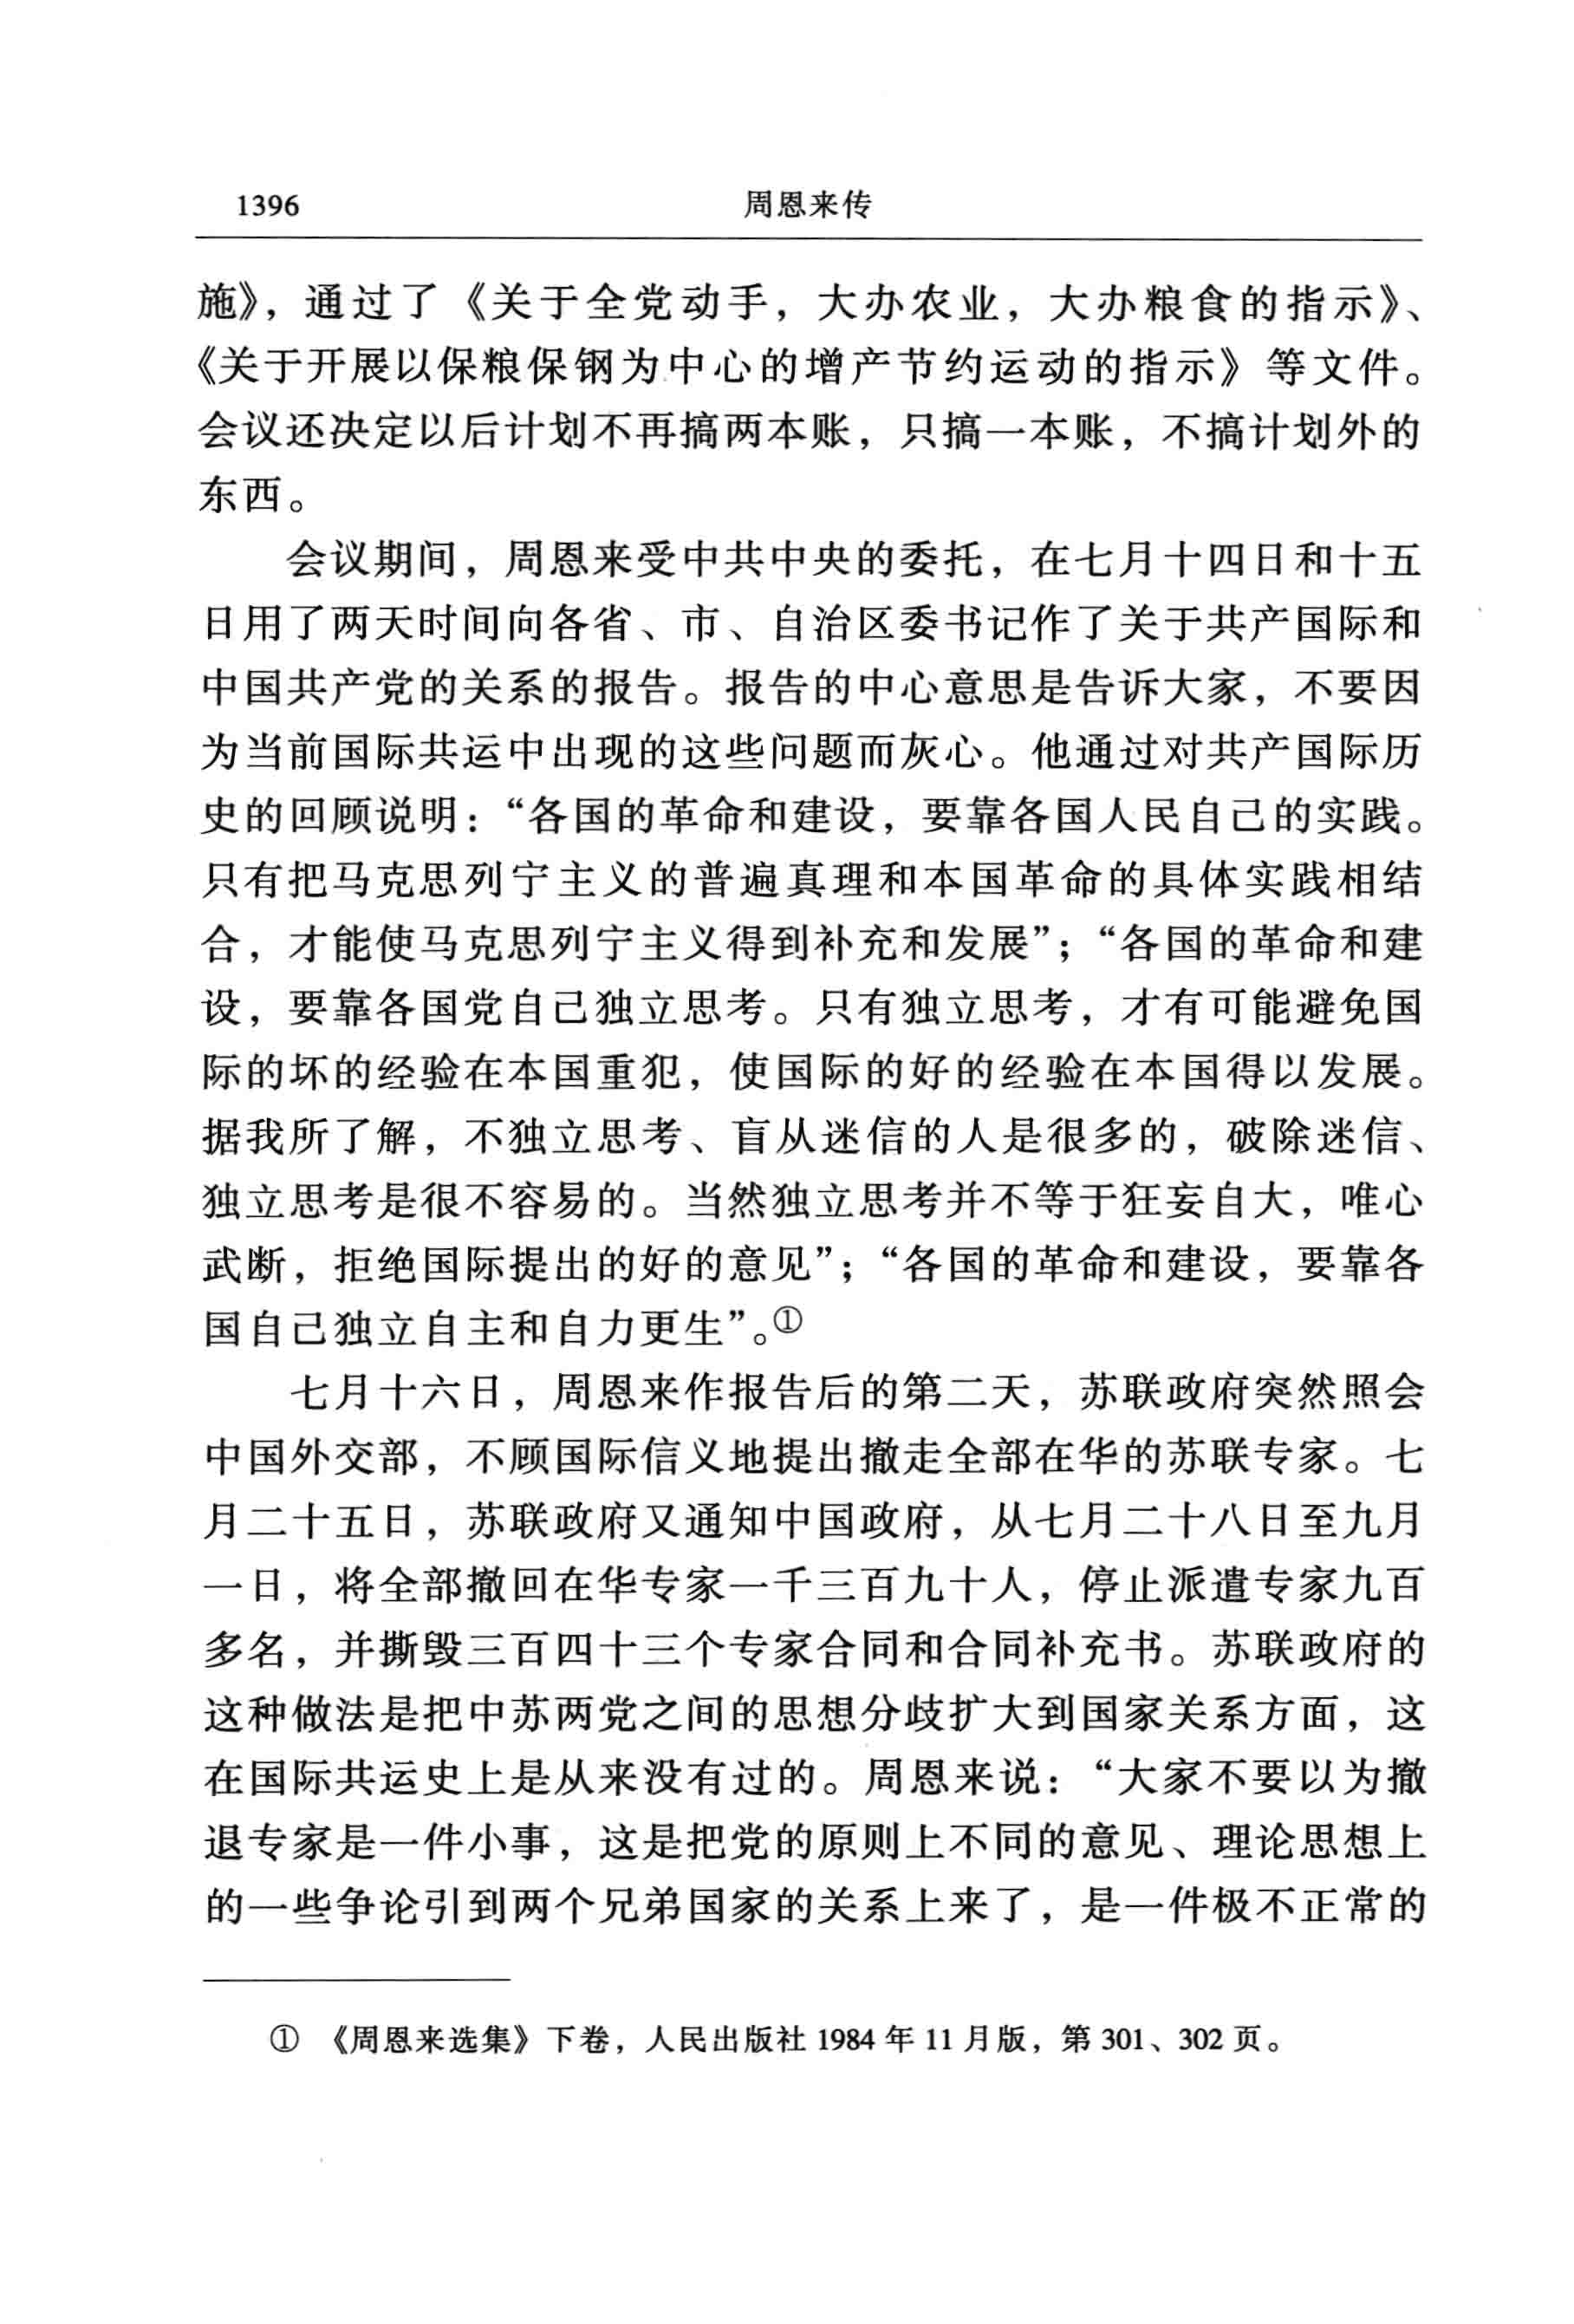 1396 周恩来传
施》，通过了《关于全党动手，大办农业，大办粮食的指示》、
《关于开展以保粮保钢为中心的增产节约运动的指示》等文件。
会议还决定以后计划不再搞两本账，只搞一本账，不搞计划外的
东西。
会议期间，周恩来受中共中央的委托，在七月十四日和十五
日用了两天时间向各省、市、自治区委书记作了关于共产国际和
中国共产党的关系的报告。报告的中心意思是告诉大家，不要因
为当前国际共运中出现的这些问题而灰心。他通过对共产国际历
史的回顾说明：“各国的革命和建设，要靠各国人民自己的实践。
只有把马克思列宁主义的普遍真理和本国革命的具体实践相结
合，才能使马克思列宁主义得到补充和发展”；“各国的革命和建
设，要靠各国党自己独立思考。只有独立思考，才有可能避免国
际的坏的经验在本国重犯，使国际的好的经验在本国得以发展。
据我所了解，不独立思考、盲从迷信的人是很多的，破除迷信、
独立思考是很不容易的。当然独立思考并不等于狂妄自大，唯心
武断，拒绝国际提出的好的意见”；“各国的革命和建设，要靠各
国自己独立自主和自力更生”。①
七月十六日，周恩来作报告后的第二天，苏联政府突然照会
中国外交部，不顾国际信义地提出撤走全部在华的苏联专家。七
月二十五日，苏联政府又通知中国政府，从七月二十八日至九月
一日，将全部撤回在华专家一千三百九十人，停止派遣专家九百
多名，并撕毁三百四十三个专家合同和合同补充书。苏联政府的
这种做法是把中苏两党之间的思想分歧扩大到国家关系方面，这
在国际共运史上是从来没有过的。周恩来说：“大家不要以为撤
退专家是一件小事，这是把党的原则上不同的意见、理论思想上
的一些争论引到两个兄弟国家的关系上来了，是一件极不正常的
① 《周恩来选集》下卷，人民出版社 1984 年 11 月版，第 301、302 页。